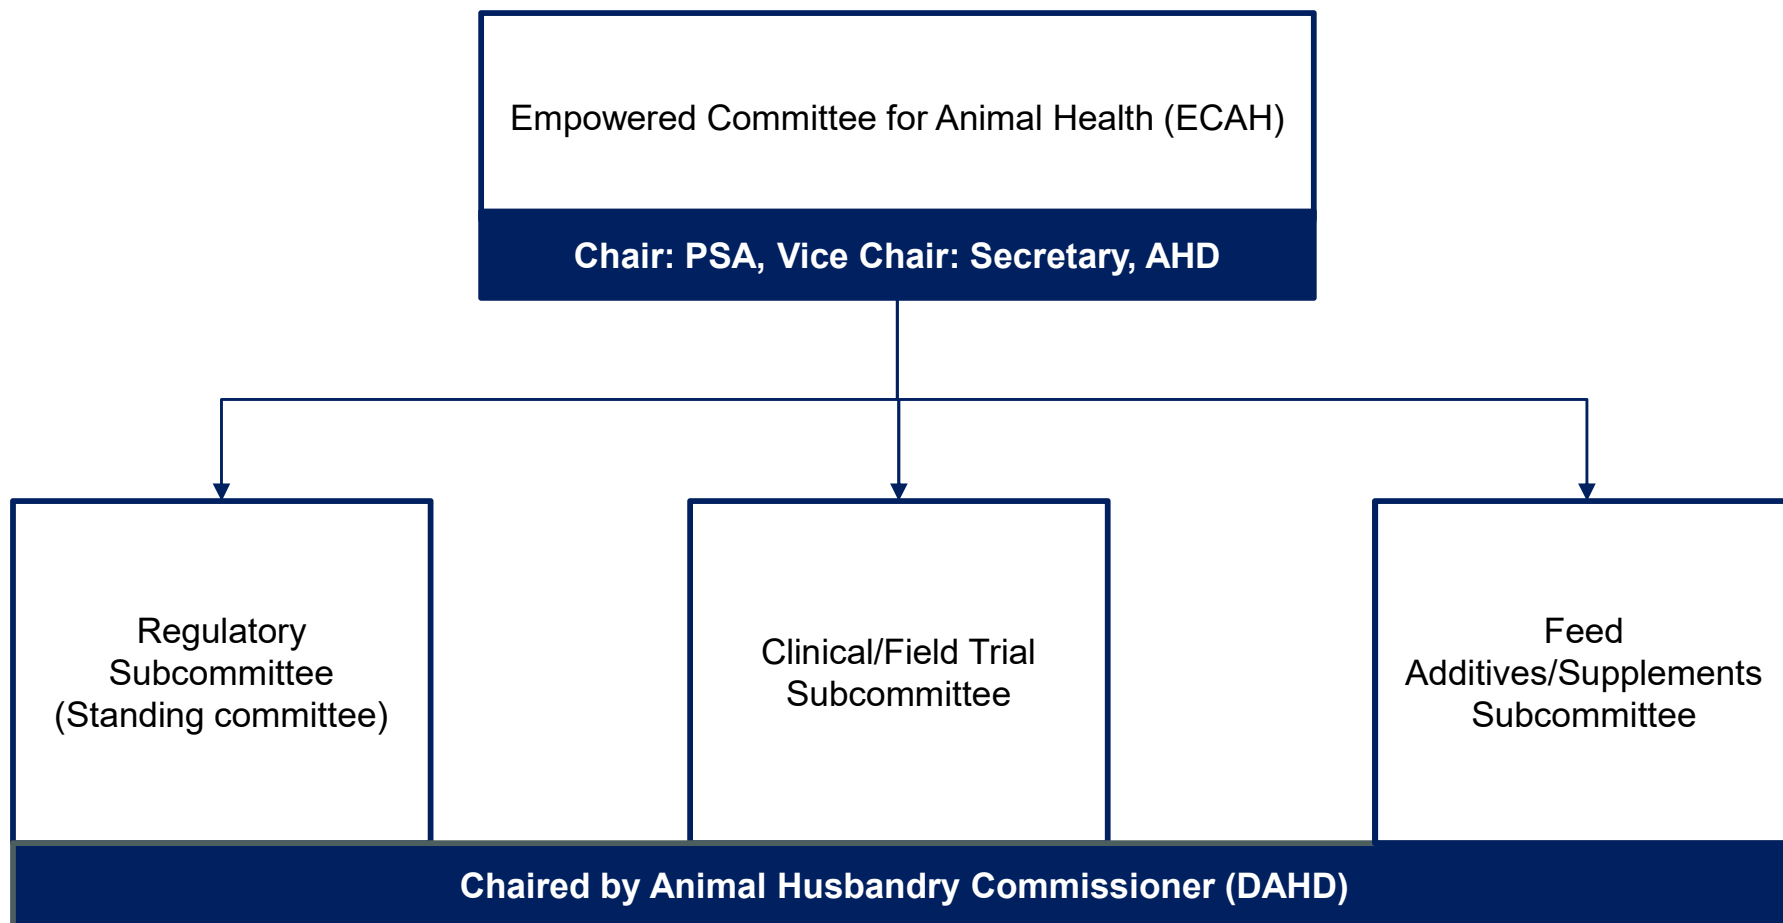 Empowered Committee for Animal Health (ECAH)
Chair: PSA, Vice Chair: Secretary, AHD
Regulatory
Subcommittee
(Standing committee)
Clinical/Field Trial
Subcommittee
Feed
Additives/Supplements
Subcommittee
Chaired by Animal Husbandry Commissioner (DAHD)